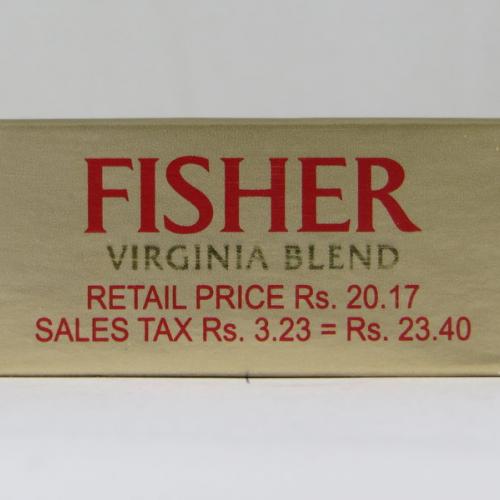 FISHER
VIRGINIA BLEND
RETAIL PRICE Rs. 20.17
SALES TAX Rs. 3.23 = Rs. 23.40